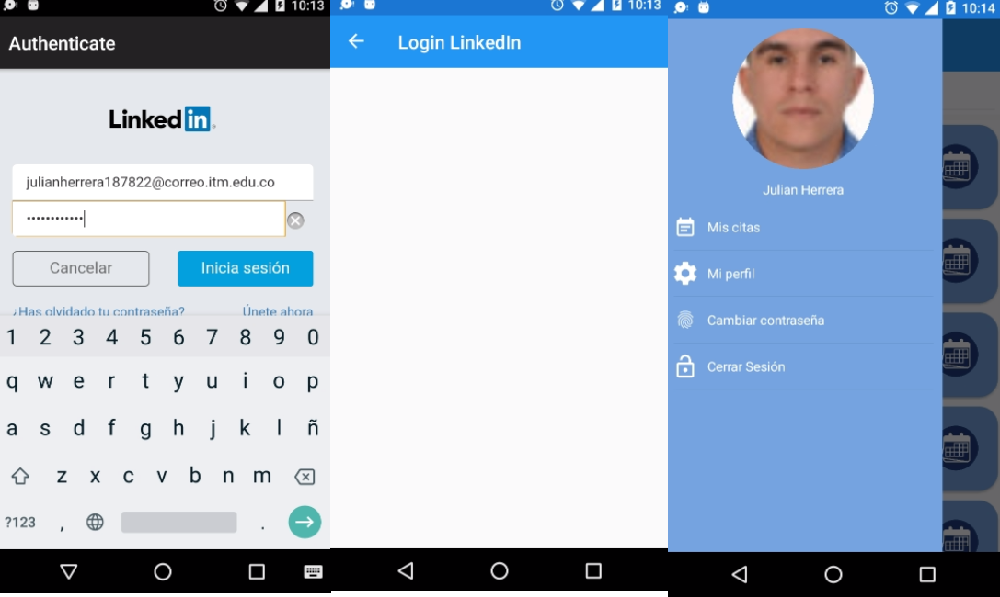 10:13
Authenticate
Linked in
julianherrera187822@correo.itm.edu.co
••••••••••••
Cancelar
Inicia sesión
¿Has olvidado tu contraseña?
Únete ahora
1 2 3 4 5 6 7 8 9 0
q w e r t y u i o p
a s d f g h j k l ñ
z x c v b n m
?123 , .
10:13
Login LinkedIn
10:14
Julian Herrera
Mis citas
Mi perfil
Cambiar contraseña
Cerrar Sesión